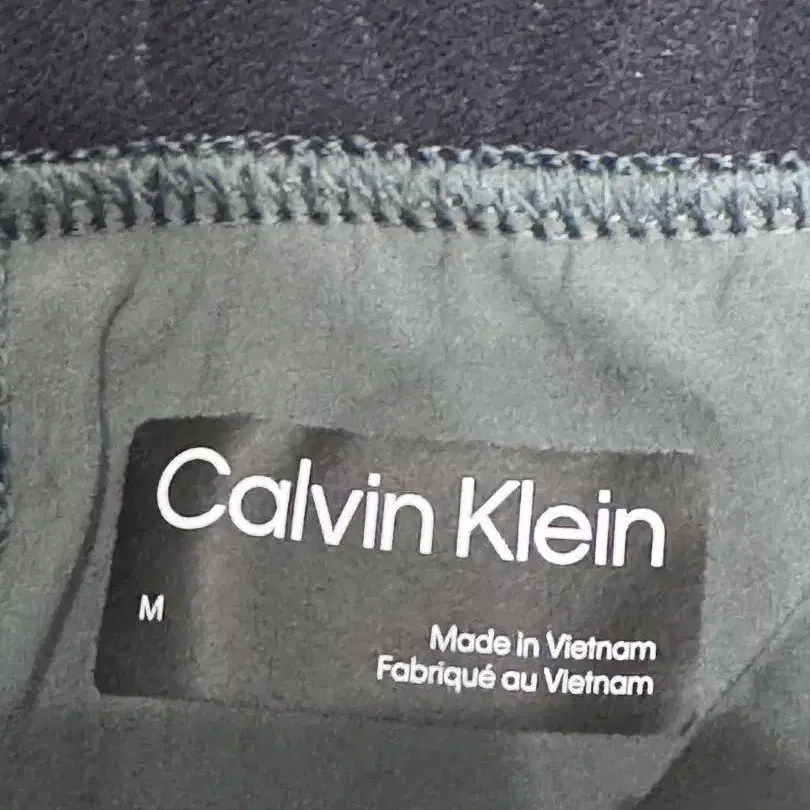 Calvin Klein
M
Made in Vietnam
Fabriqué au Vietnam